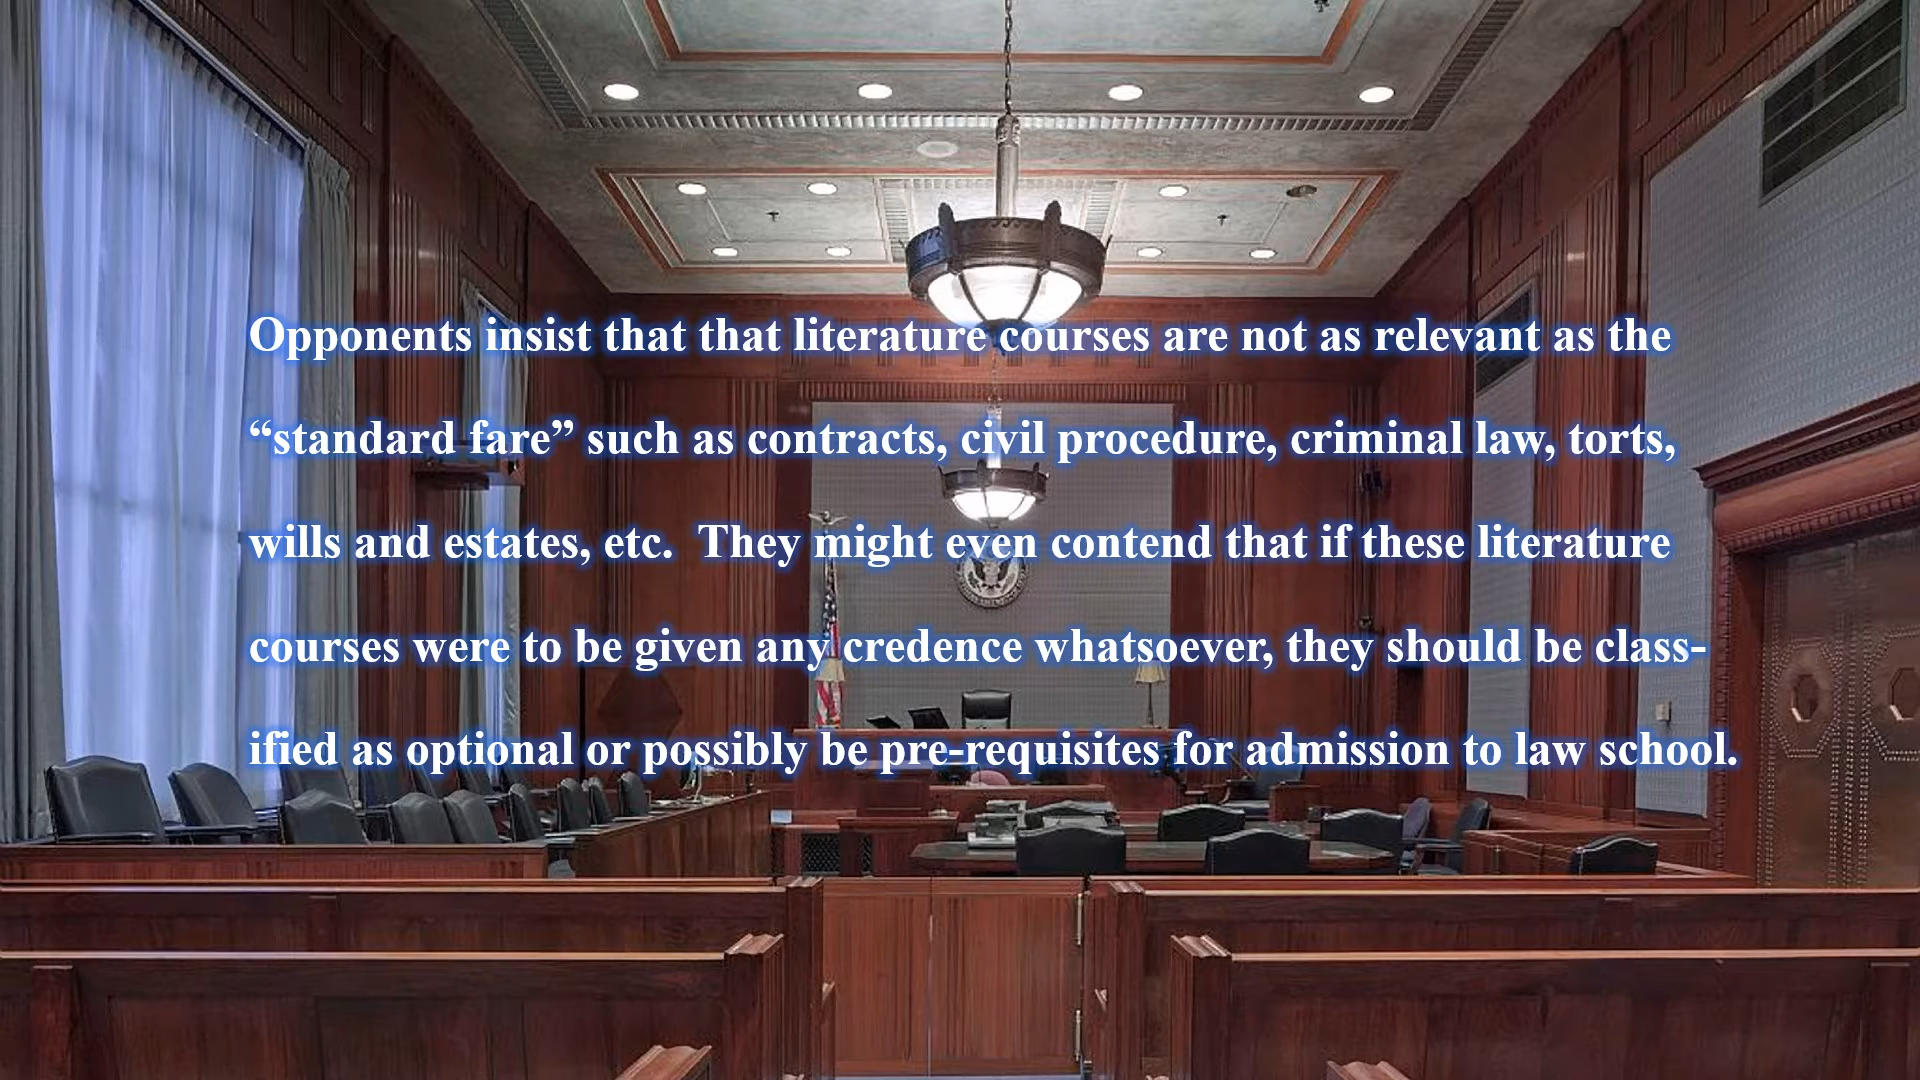 Opponents insist that that literature courses are not as relevant as the
“standard fare” such as contracts, civil procedure, criminal law, torts,
wills and estates, etc.  They might even contend that if these literature
courses were to be given any credence whatsoever, they should be class-
ified as optional or possibly be pre-requisites for admission to law school.